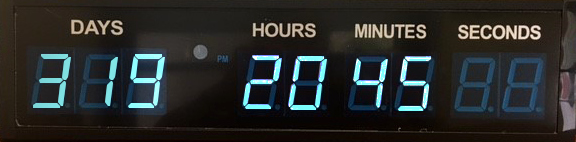 DAYS HOURS MINUTES SECONDS
PM
319 20 45